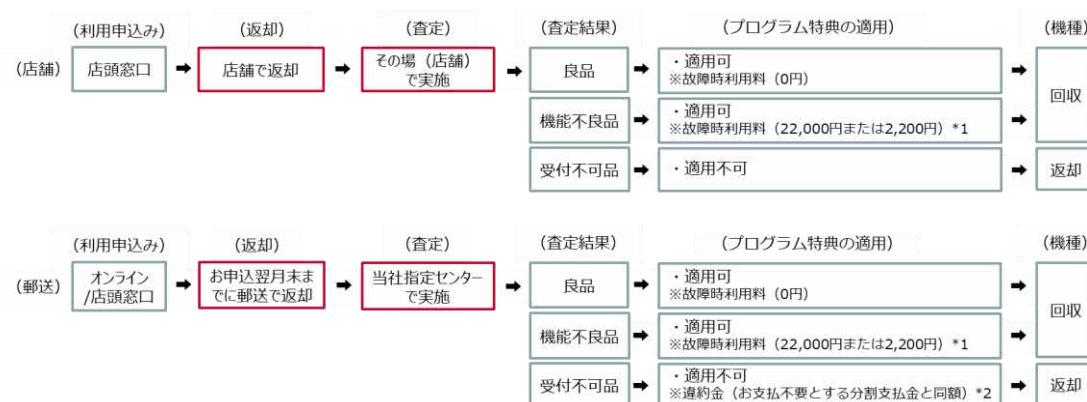 (利用申込み) (返却) (査定) (査定結果) (プログラム特典の適用) (機種)
(店舗) 店頭窓口 ➡ 店舗で返却 ➡ その場(店舗)
で実施 ➡ 良品 ➡ ・適用可
※故障時利用料(0円) ➡ 回収
機能不良品 ➡ ・適用可
※故障時利用料(22,000円または2,200円)*1 ➡
受付不可品 ➡ ・適用不可 ➡ 返却
(利用申込み) (返却) (査定) (査定結果) (プログラム特典の適用) (機種)
(郵送) オンライン
/店頭窓口 ➡ お申込翌月末ま
でに郵送で返却 ➡ 当社指定センター
で実施 ➡ 良品 ➡ ・適用可
※故障時利用料(0円) ➡ 回収
機能不良品 ➡ ・適用可
※故障時利用料(22,000円または2,200円)*1 ➡
受付不可品 ➡ ・適用不可
※違約金(お支払不要とする分割支払金と同額)*2 ➡ 返却